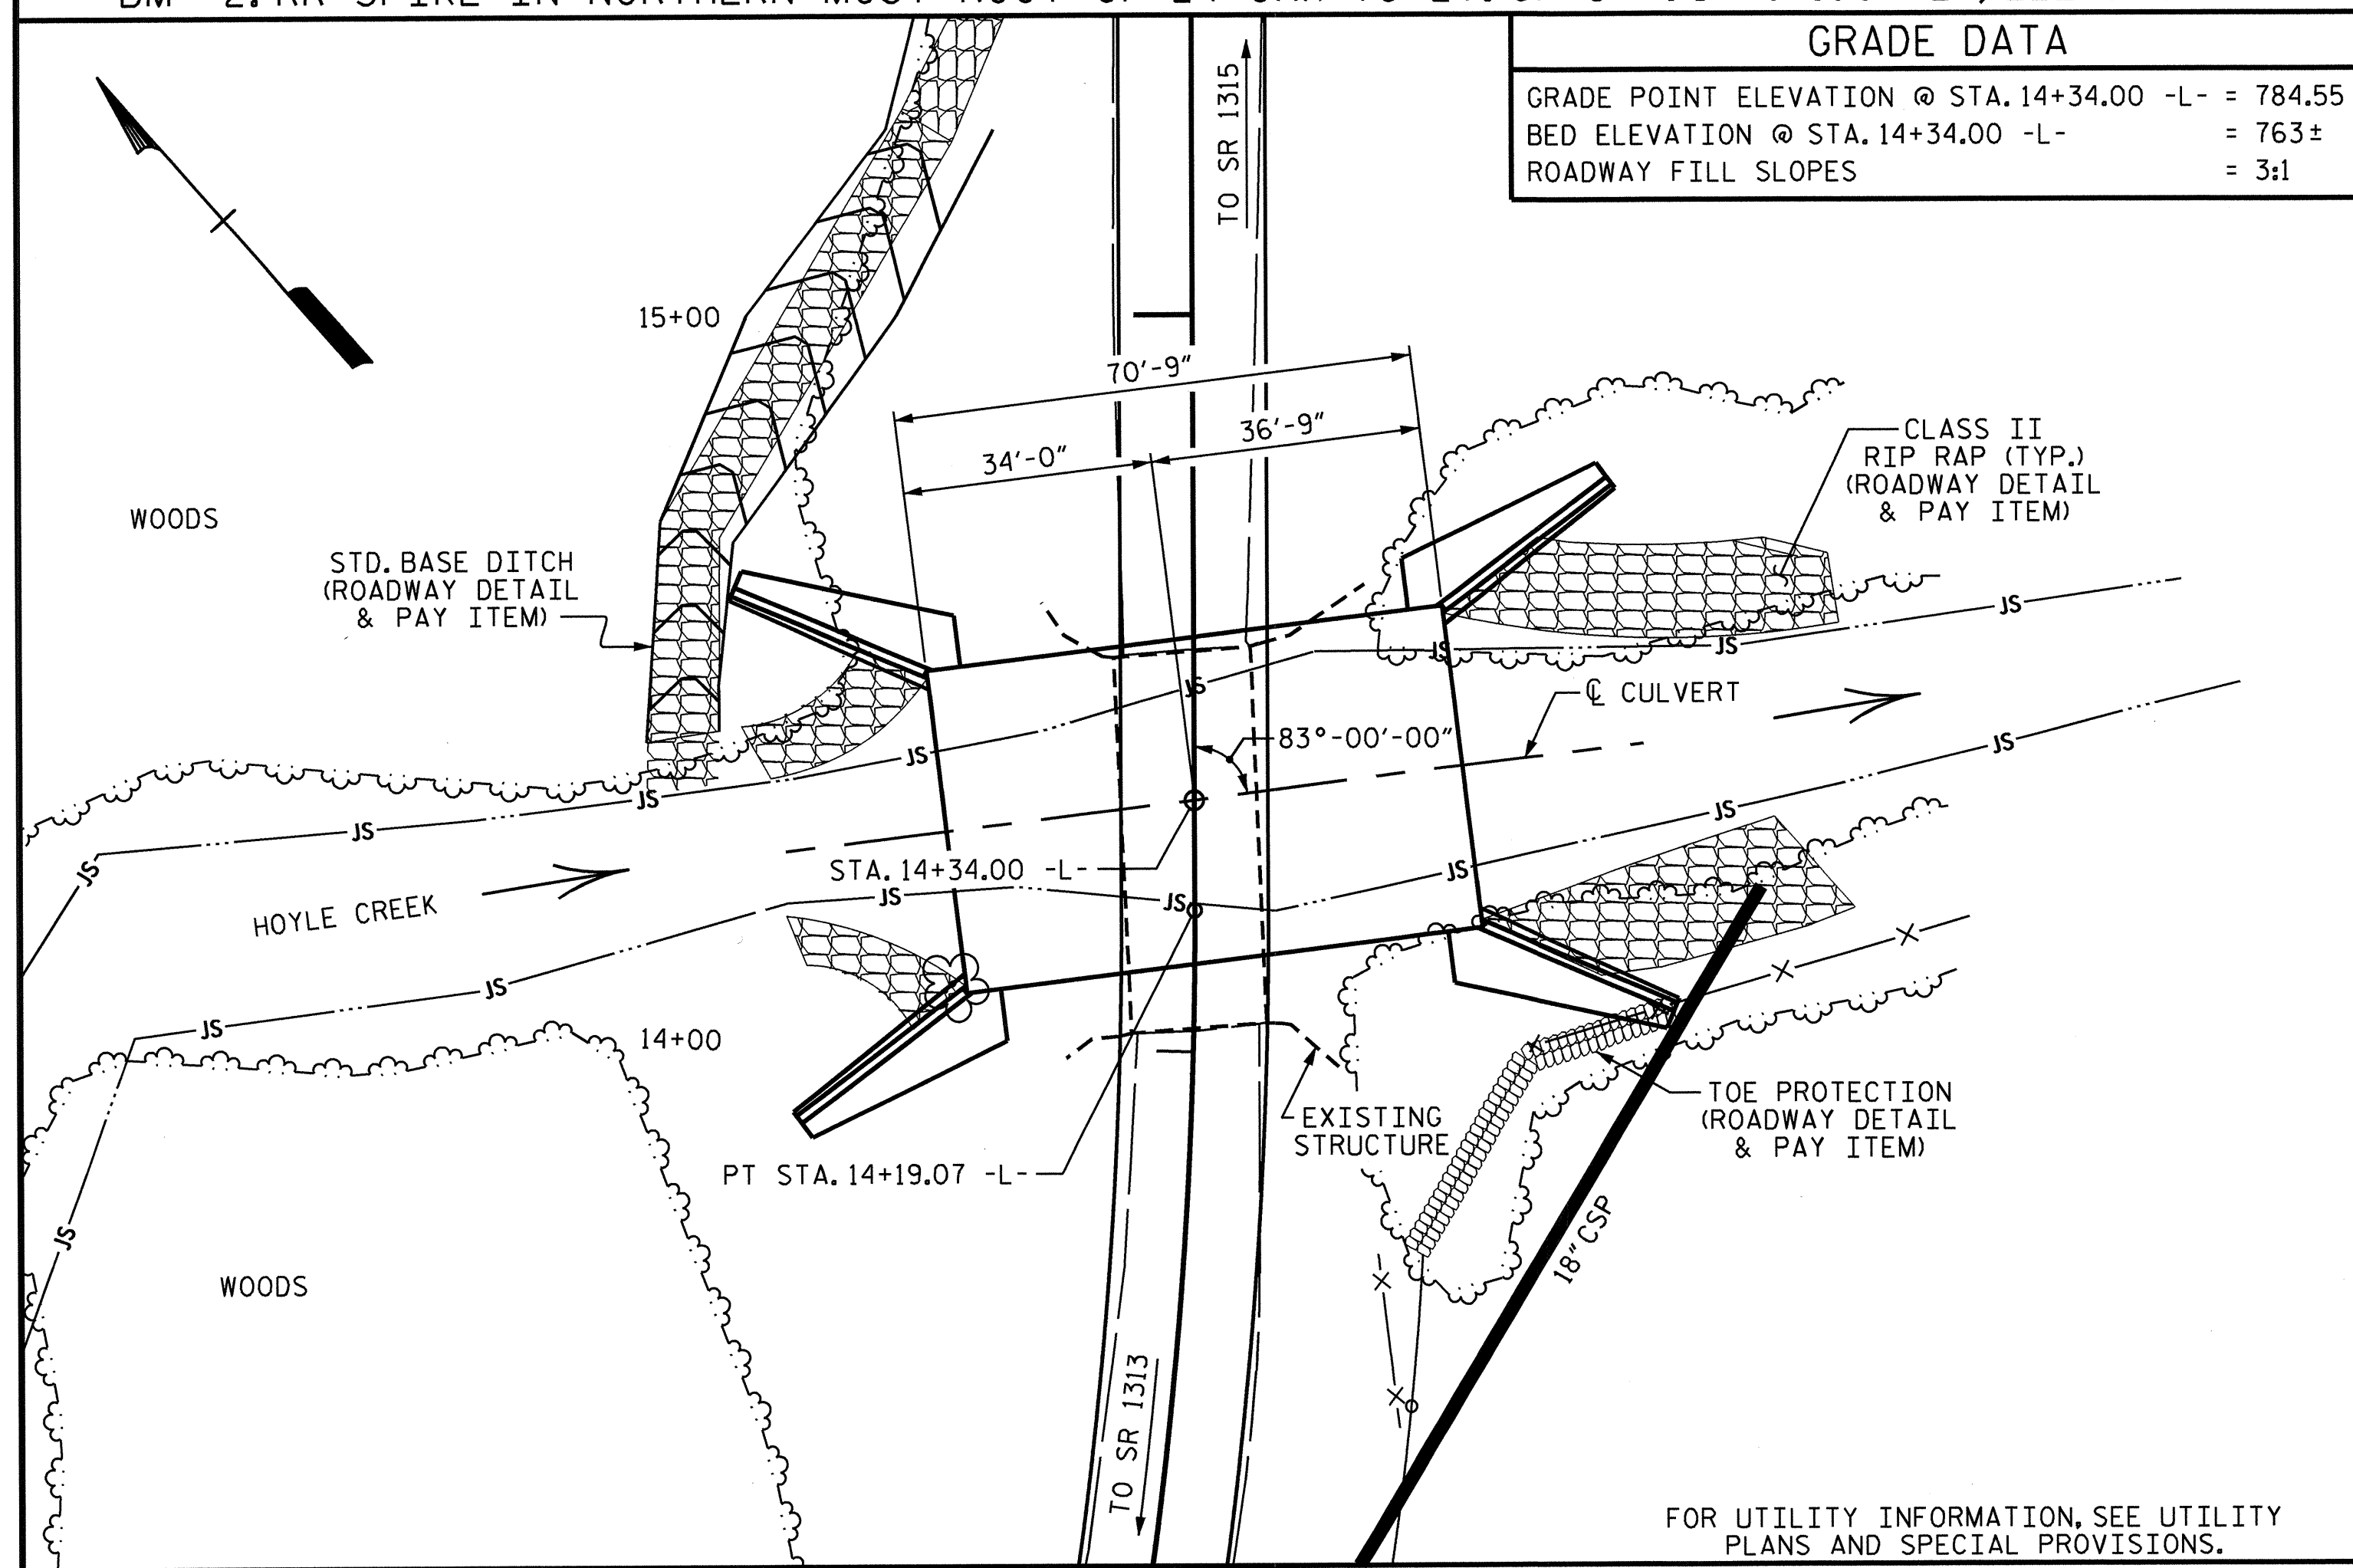 GRADE DATA
GRADE POINT ELEVATION @ STA. 14+34.00 -L- = 784.55
BED ELEVATION @ STA. 14+34.00 -L- = 763±
ROADWAY FILL SLOPES = 3:1
TO SR 1315
15+00
70'-9"
36'-9"
34'-0"
CLASS II
RIP RAP (TYP.)
(ROADWAY DETAIL
& PAY ITEM)
WOODS
STD. BASE DITCH
(ROADWAY DETAIL
& PAY ITEM)
JS
JS
JS
JS
℄ CULVERT
83°-00'-00"
JS
JS
JS
JS
JS
JS
STA. 14+34.00 -L-
JS
JS
JS
HOYLE CREEK
JS
JS
14+00
TOE PROTECTION
(ROADWAY DETAIL
& PAY ITEM)
EXISTING
STRUCTURE
PT STA. 14+19.07 -L-
JS
18" CSP
WOODS
TO SR 1313
FOR UTILITY INFORMATION, SEE UTILITY
PLANS AND SPECIAL PROVISIONS.